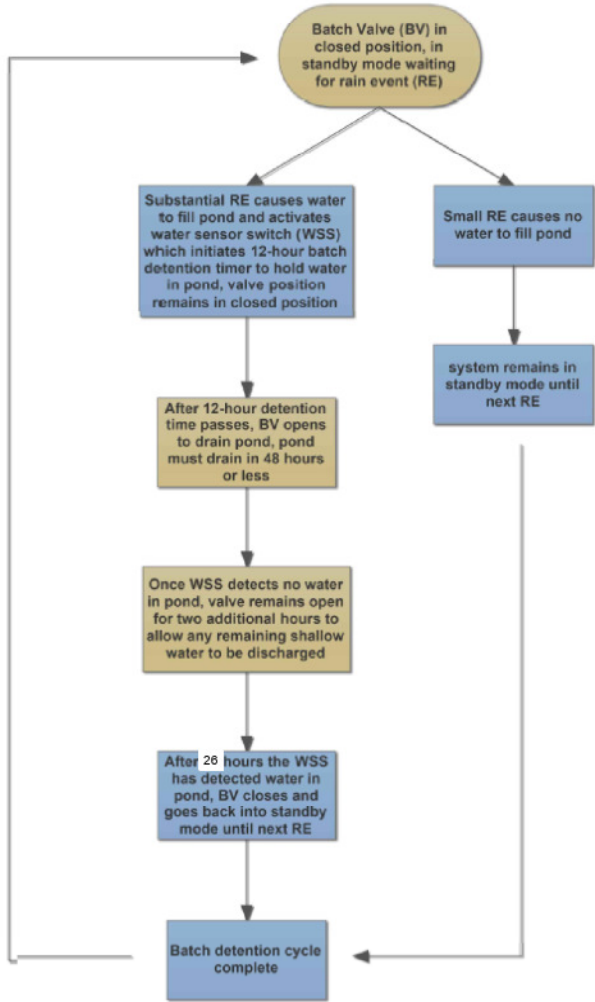 Batch Valve (BV) in
closed position, in
standby mode waiting
for rain event (RE)
Substantial RE causes water
to fill pond and activates
water sensor switch (WSS)
which initiates 12-hour batch
detention timer to hold water
in pond, valve position
remains in closed position
Small RE causes no
water to fill pond
system remains in
standby mode until
next RE
After 12-hour detention
time passes, BV opens
to drain pond, pond
must drain in 48 hours
or less
Once WSS detects no water
in pond, valve remains open
for two additional hours to
allow any remaining shallow
water to be discharged
After 26 hours the WSS
has detected water in
pond, BV closes and
goes back into standby
mode until next RE
Batch detention cycle
complete